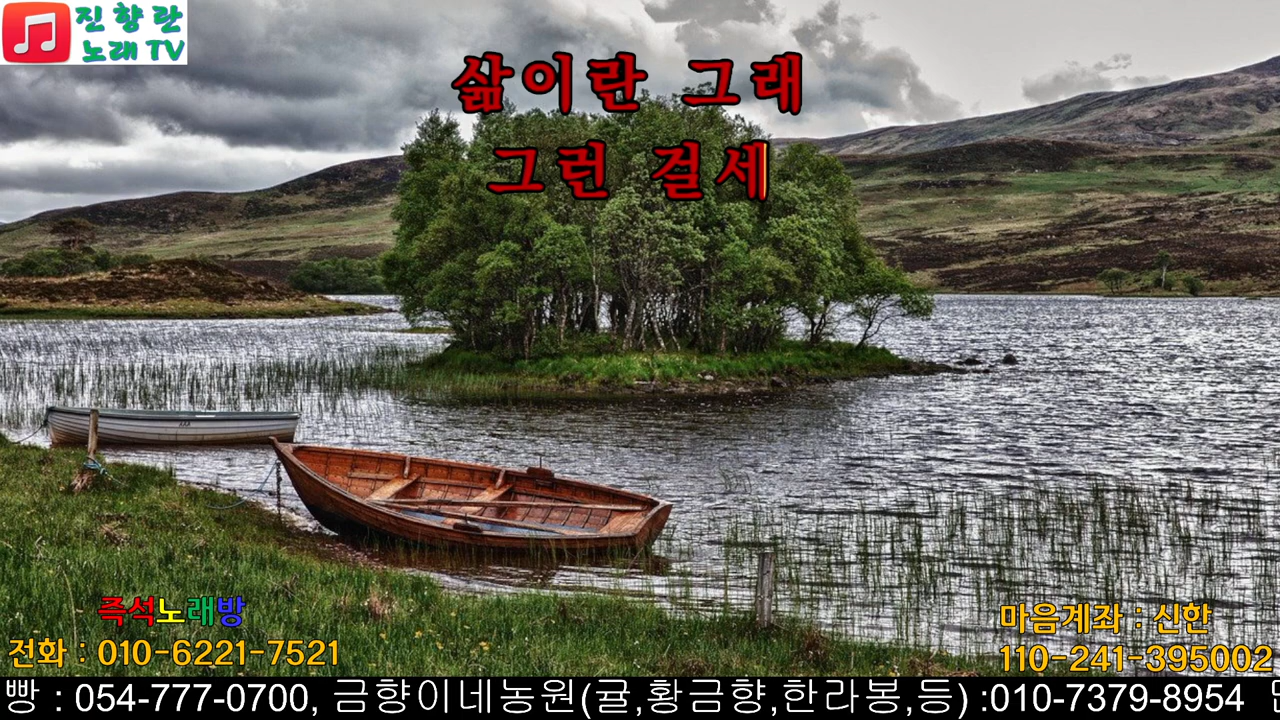 진향란
노래TV
삶이란 그래
그런 걸세
즉석노래방
전화 : 010-6221-7521
마음계좌 : 신한
110-241-395002
빵 : 054-777-0700, 금향이네농원(귤,황금향,한라봉,등) :010-7379-8954